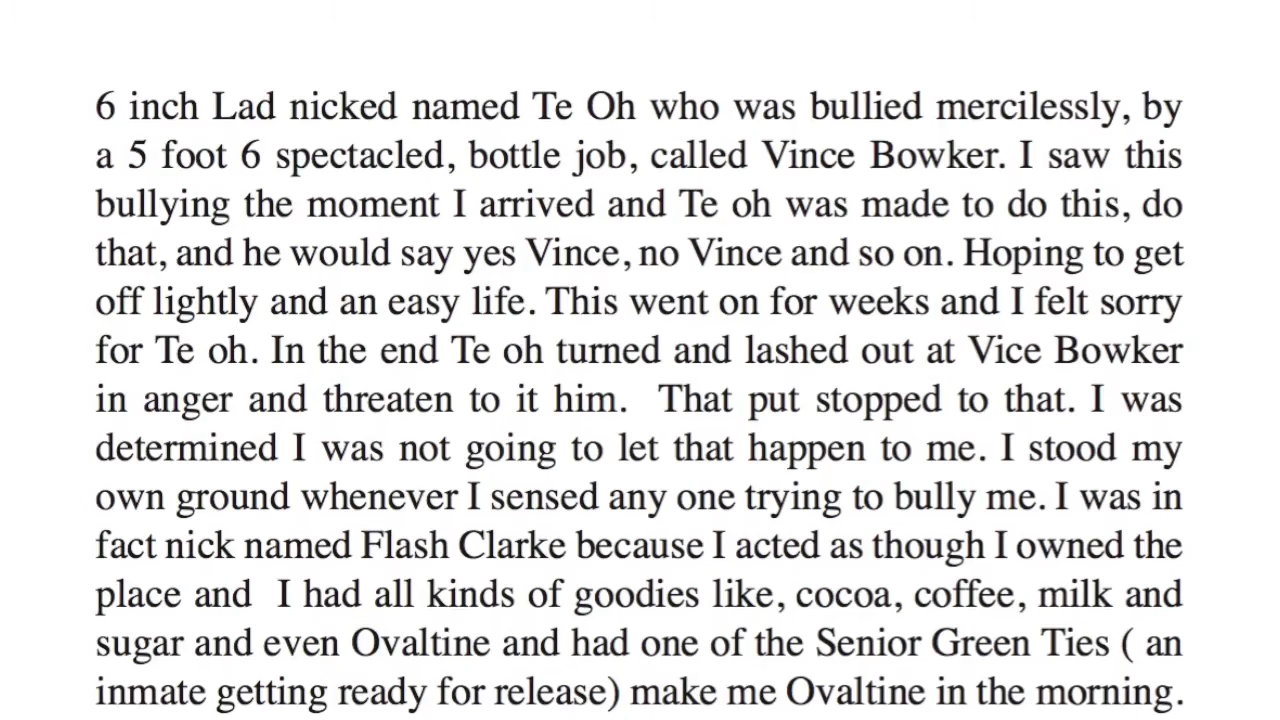 6 inch Lad nicked named Te Oh who was bullied mercilessly, by
a 5 foot 6 spectacled, bottle job, called Vince Bowker. I saw this
bullying the moment I arrived and Te oh was made to do this, do
that, and he would say yes Vince, no Vince and so on. Hoping to get
off lightly and an easy life. This went on for weeks and I felt sorry
for Te oh. In the end Te oh turned and lashed out at Vice Bowker
in anger and threaten to it him.  That put stopped to that. I was
determined I was not going to let that happen to me. I stood my
own ground whenever I sensed any one trying to bully me. I was in
fact nick named Flash Clarke because I acted as though I owned the
place and  I had all kinds of goodies like, cocoa, coffee, milk and
sugar and even Ovaltine and had one of the Senior Green Ties ( an
inmate getting ready for release) make me Ovaltine in the morning.